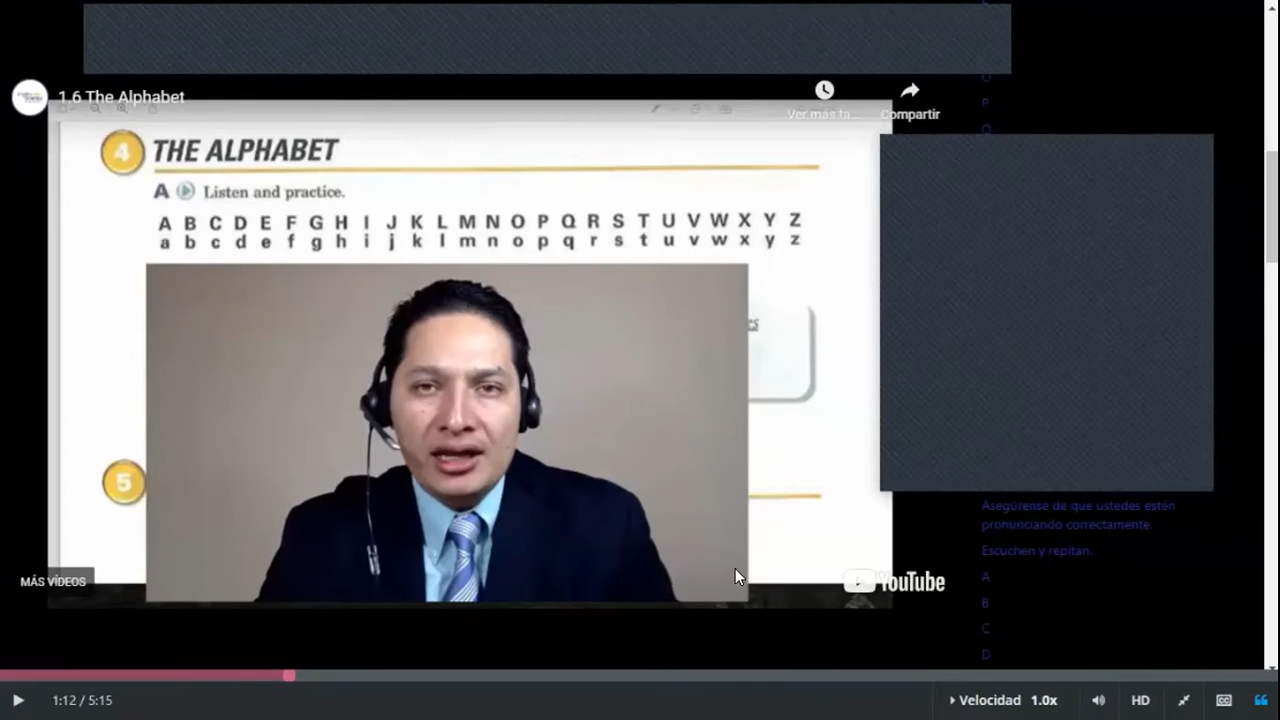 1.6 The Alphabet
Ver más ta...
Compartir
4 THE ALPHABET
A Listen and practice.
A B C D E F G H I J K L M N O P Q R S T U V W X Y Z
a b c d e f g h i j k l m n o p q r s t u v w x y z
5
MÁS VÍDEOS
YouTube
P
Q
Asegúrense de que ustedes estén
pronunciando correctamente.
Escuchen y repitan.
A
B
C
D
1:12 / 5:15
Velocidad 1.0x
HD